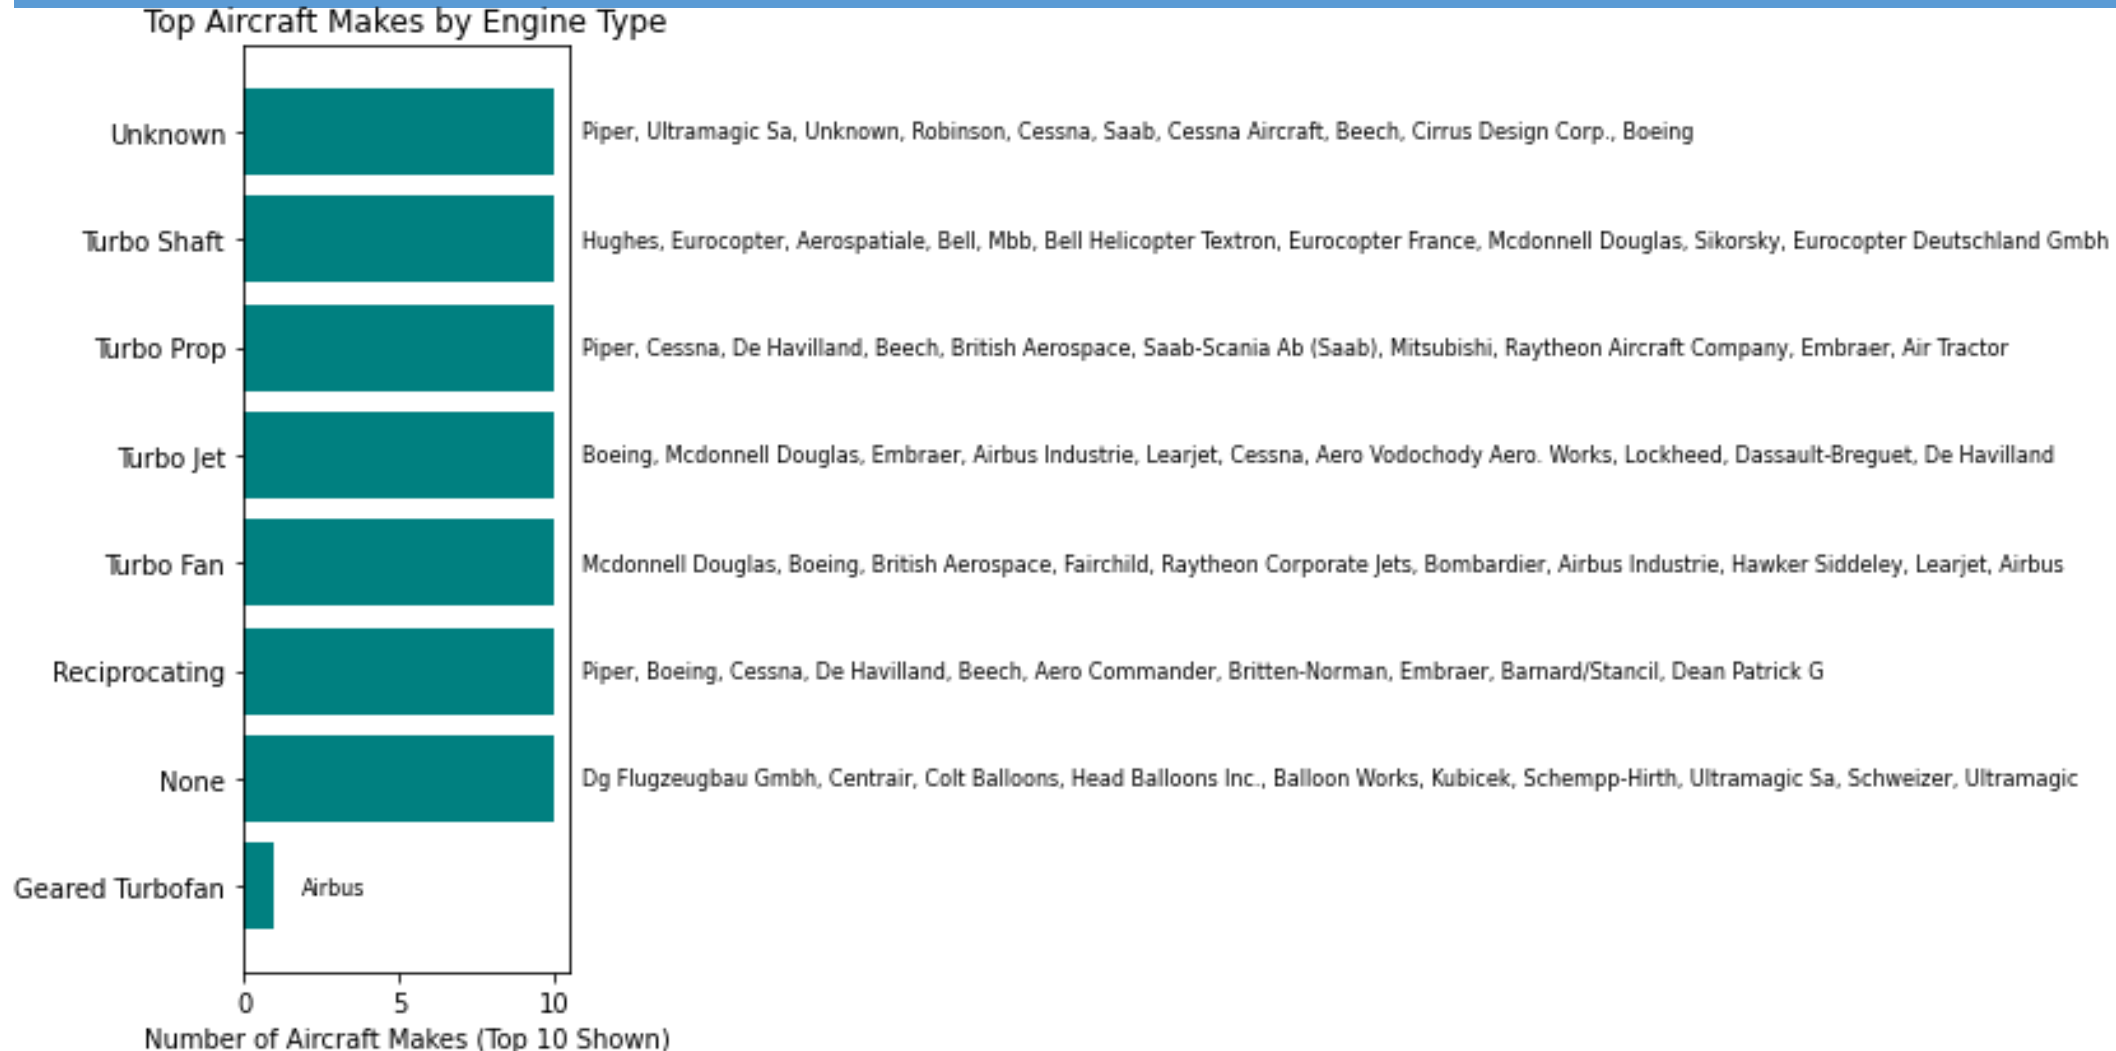 Top Aircraft Makes by Engine Type
Unknown
Piper, Ultramagic Sa, Unknown, Robinson, Cessna, Saab, Cessna Aircraft, Beech, Cirrus Design Corp., Boeing
Turbo Shaft
Hughes, Eurocopter, Aerospatiale, Bell, Mbb, Bell Helicopter Textron, Eurocopter France, Mcdonnell Douglas, Sikorsky, Eurocopter Deutschland Gmbh
Turbo Prop
Piper, Cessna, De Havilland, Beech, British Aerospace, Saab-Scania Ab (Saab), Mitsubishi, Raytheon Aircraft Company, Embraer, Air Tractor
Turbo Jet
Boeing, Mcdonnell Douglas, Embraer, Airbus Industrie, Learjet, Cessna, Aero Vodochody Aero. Works, Lockheed, Dassault-Breguet, De Havilland
Turbo Fan
Mcdonnell Douglas, Boeing, British Aerospace, Fairchild, Raytheon Corporate Jets, Bombardier, Airbus Industrie, Hawker Siddeley, Learjet, Airbus
Reciprocating
Piper, Boeing, Cessna, De Havilland, Beech, Aero Commander, Britten-Norman, Embraer, Barnard/Stancil, Dean Patrick G
None
Dg Flugzeugbau Gmbh, Centrair, Colt Balloons, Head Balloons Inc., Balloon Works, Kubicek, Schempp-Hirth, Ultramagic Sa, Schweizer, Ultramagic
Geared Turbofan
Airbus
0 5 10
Number of Aircraft Makes (Top 10 Shown)